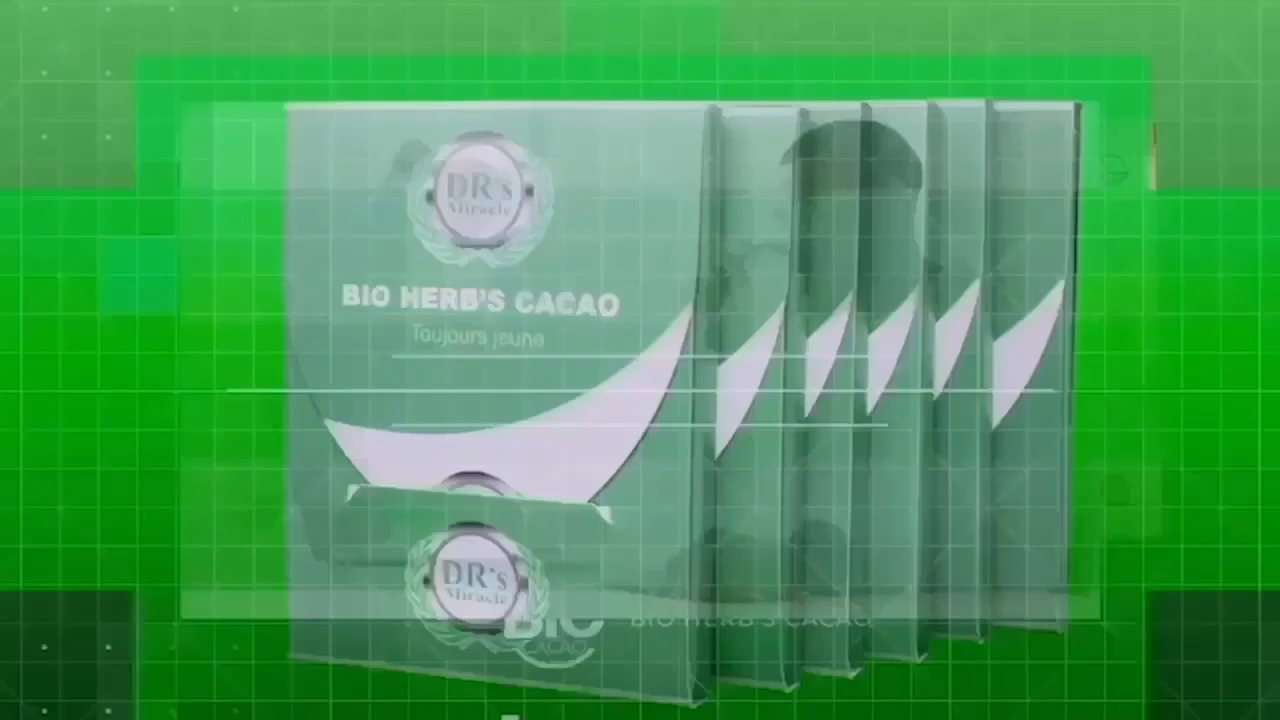 DR's
Miracle
BIO HERB'S CACAO
Toujours jeune
DR's
Miracle
BIO
CACAO
BIO HERB'S CACAO